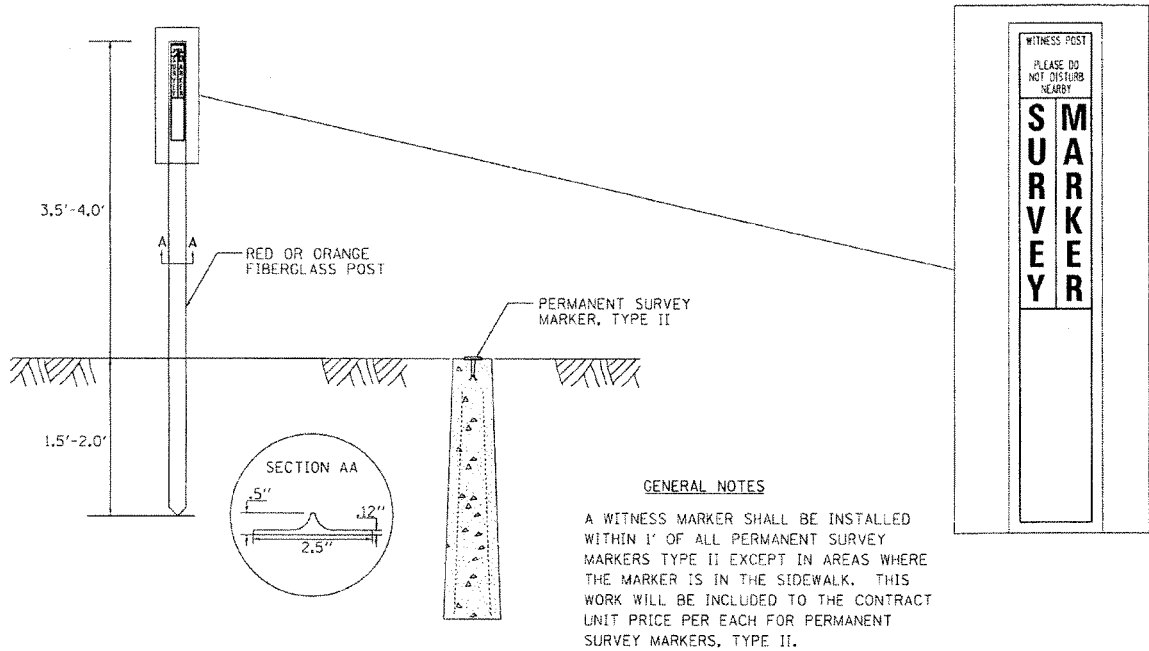 WITNESS POST
PLEASE DO
NOT DISTURB
NEARBY
SURVEY
MARKER
SURVEY
MARKER
3.5'-4.0'
A A
RED OR ORANGE
FIBERGLASS POST
PERMANENT SURVEY
MARKER, TYPE II
1.5'-2.0'
SECTION AA
.5"
.12"
2.5"
GENERAL NOTES
A WITNESS MARKER SHALL BE INSTALLED
WITHIN 1' OF ALL PERMANENT SURVEY
MARKERS TYPE II EXCEPT IN AREAS WHERE
THE MARKER IS IN THE SIDEWALK. THIS
WORK WILL BE INCLUDED TO THE CONTRACT
UNIT PRICE PER EACH FOR PERMANENT
SURVEY MARKERS, TYPE II.